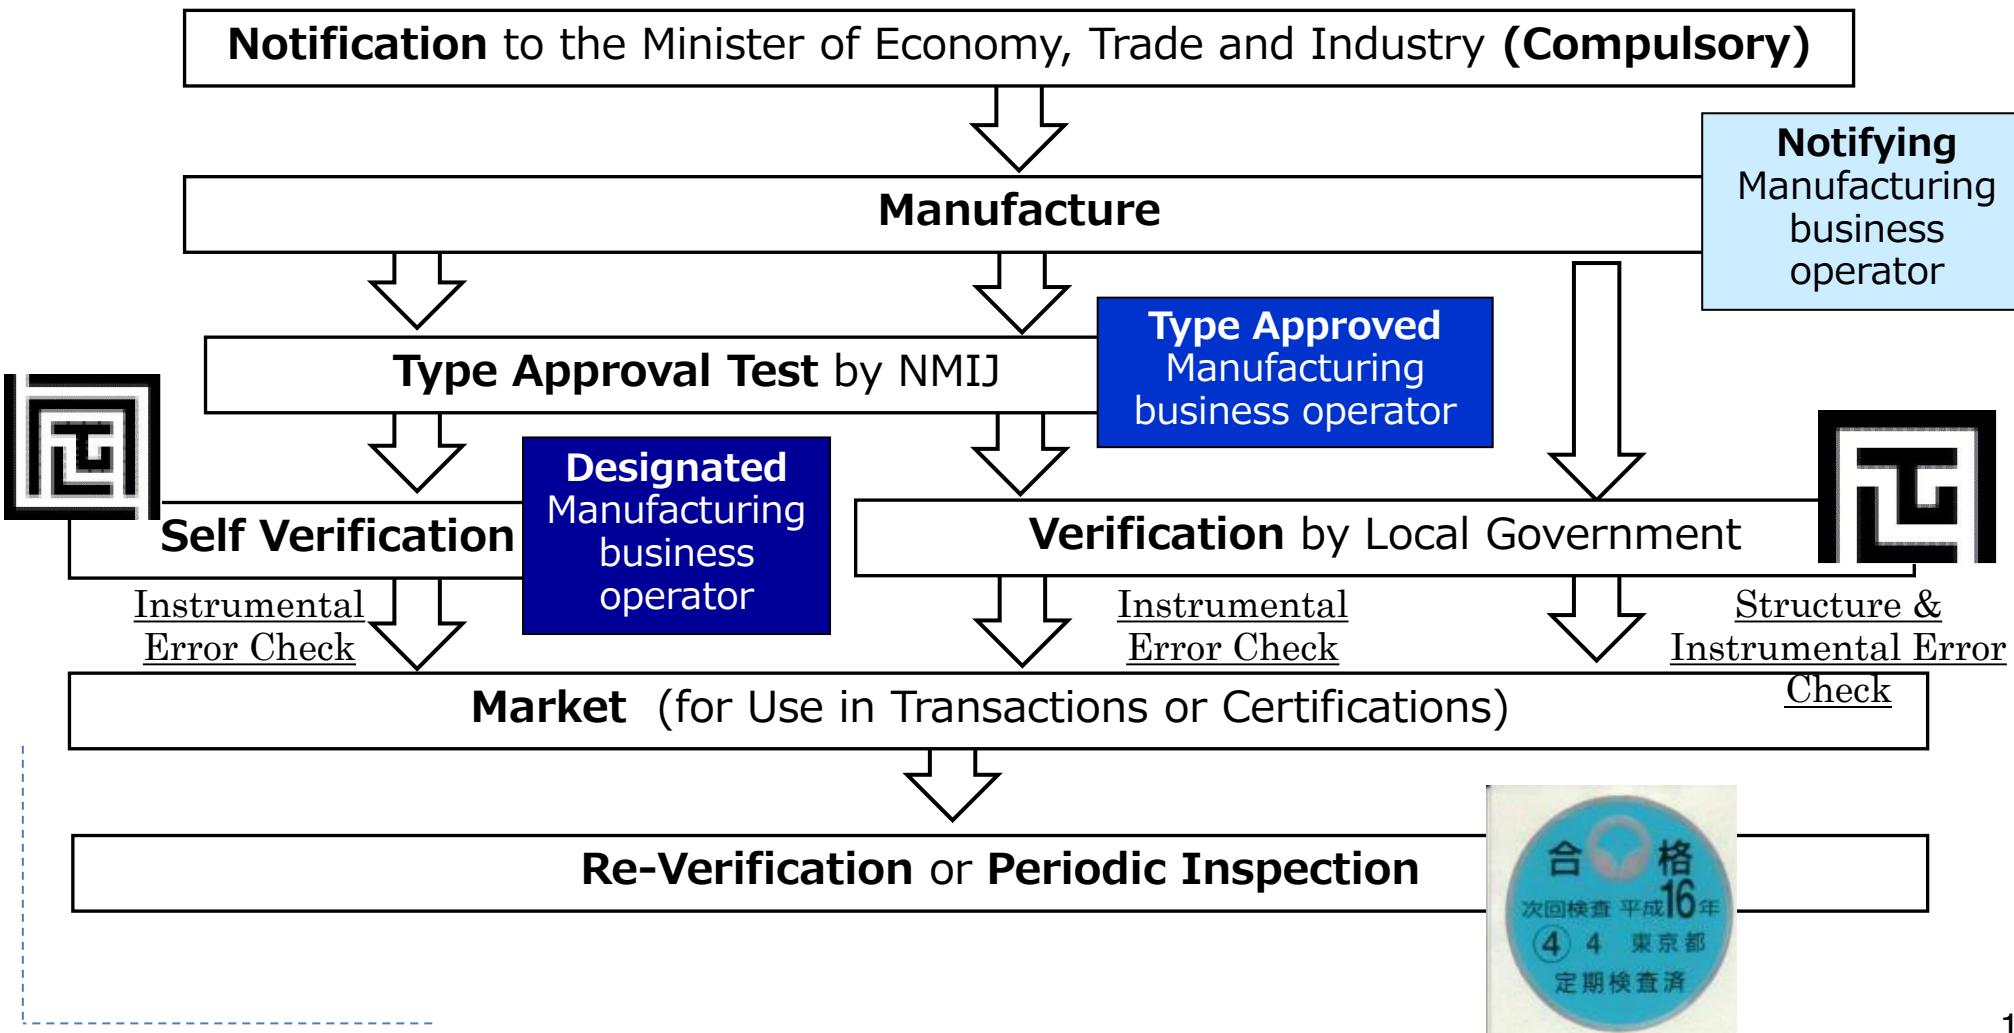 Notification to the Minister of Economy, Trade and Industry (Compulsory)
Notifying
Manufacturing
business
operator
Manufacture
Type Approved
Manufacturing
business operator
Type Approval Test by NMIJ
Designated
Manufacturing
business
operator
Self Verification
Verification by Local Government
Instrumental
Error Check
Instrumental
Error Check
Structure &
Instrumental Error
Check
Market (for Use in Transactions or Certifications)
Re-Verification or Periodic Inspection
合 格
次回検査 平成16年
④ 4 東京都
定期検査済
1